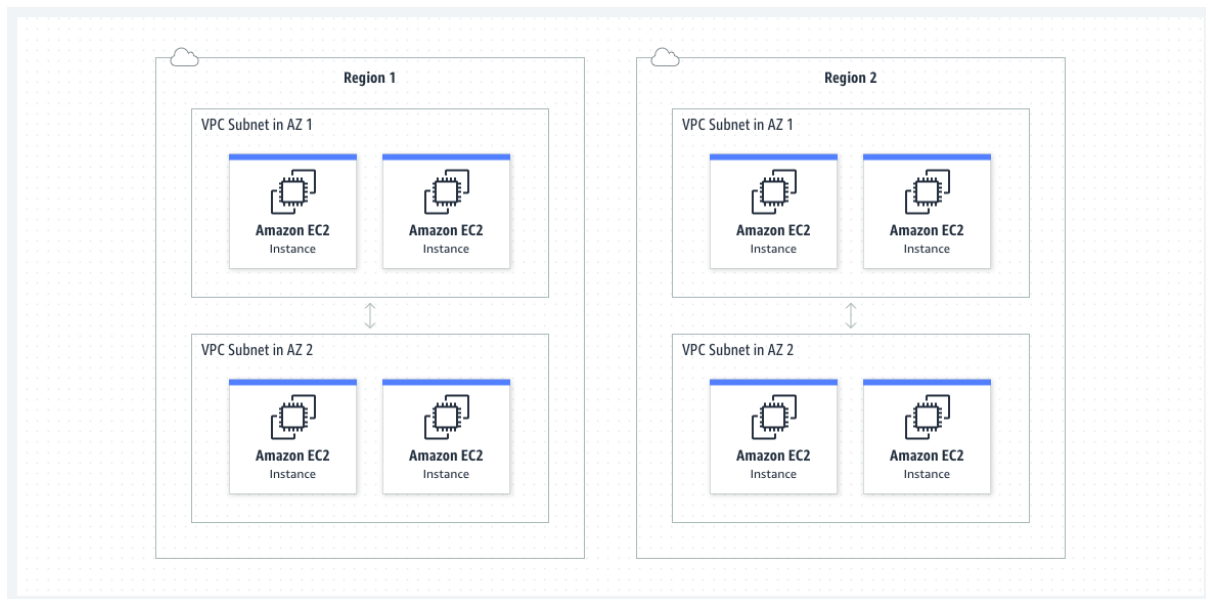 Region 1
VPC Subnet in AZ 1
Amazon EC2
Instance
Amazon EC2
Instance
VPC Subnet in AZ 2
Amazon EC2
Instance
Amazon EC2
Instance
Region 2
VPC Subnet in AZ 1
Amazon EC2
Instance
Amazon EC2
Instance
VPC Subnet in AZ 2
Amazon EC2
Instance
Amazon EC2
Instance